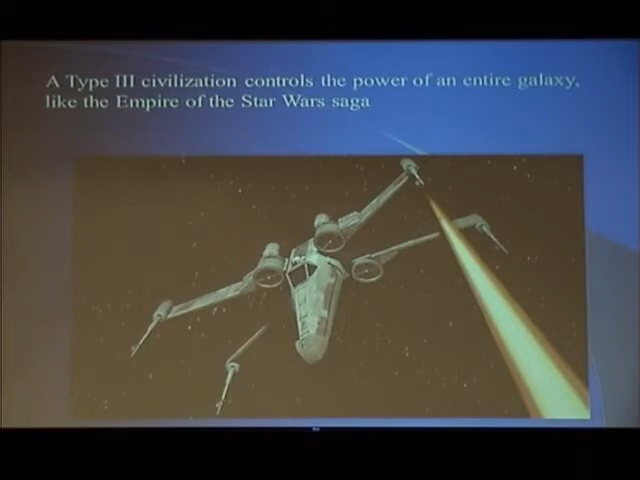 A Type III civilization controls the power of an entire galaxy,
like the Empire of the Star Wars saga